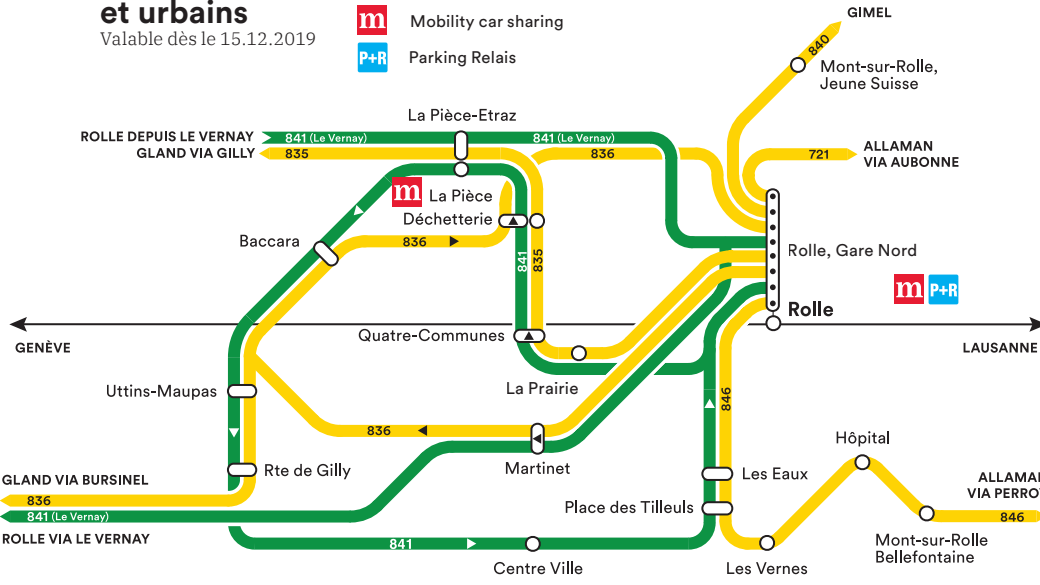 et urbains
Valable dès le 15.12.2019
m Mobility car sharing
P+R Parking Relais
GIMEL
840
Mont-sur-Rolle,
Jeune Suisse
La Pièce-Etraz
ROLLE DEPUIS LE VERNAY
841 (Le Vernay)
841 (Le Vernay)
GLAND VIA GILLY
835
836
721
ALLAMAN
VIA AUBONNE
m
La Pièce
Déchetterie
Baccara
836
841
835
Rolle, Gare Nord
m P+R
Rolle
GENÈVE
Quatre-Communes
LAUSANNE
La Prairie
Uttins-Maupas
846
836
Hôpital
Rte de Gilly
Martinet
Les Eaux
GLAND VIA BURSINEL
836
841 (Le Vernay)
ROLLE VIA LE VERNAY
Place des Tilleuls
ALLAMAN
VIA PERROY
846
Mont-sur-Rolle
Bellefontaine
841
Centre Ville
Les Vernes